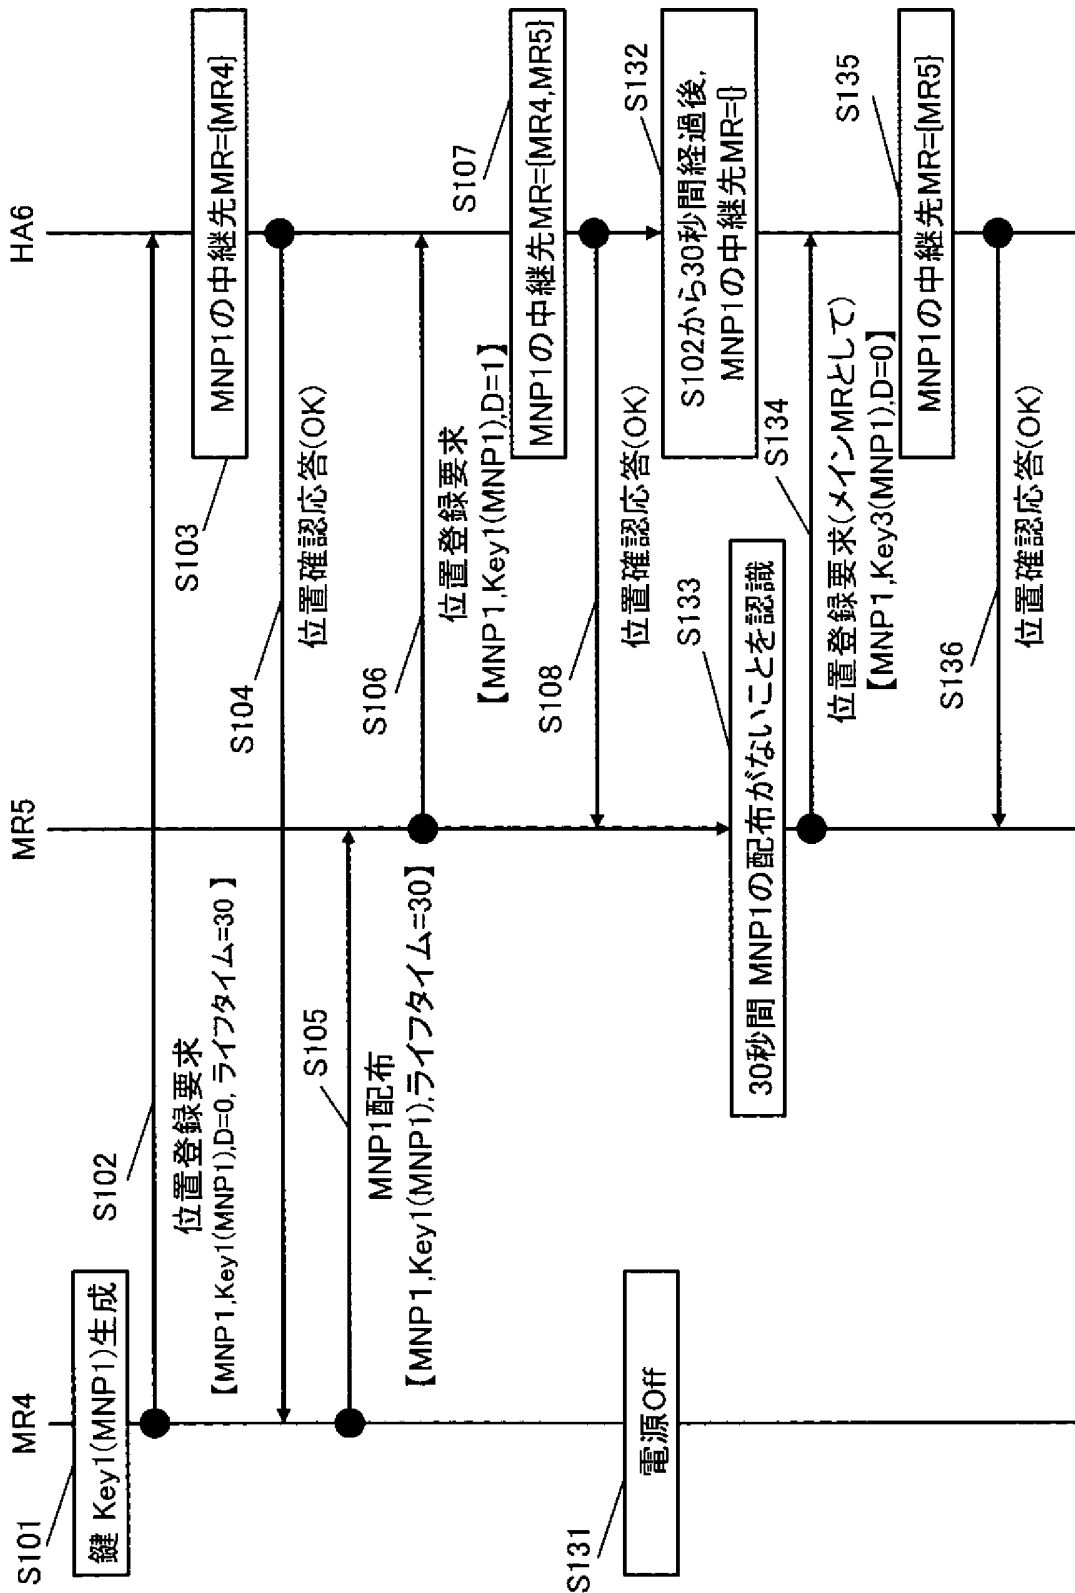 MR4
MR5
HA6
S101
鍵 Key1(MNP1)生成
S102
位置登録要求
【MNP1,Key1(MNP1),D=0, ライフタイム=30 】
S103
MNP1の中継先MR={MR4}
S104
位置確認応答(OK)
S105
MNP1配布
【MNP1,Key1(MNP1),ライフタイム=30】
S106
位置登録要求
【MNP1,Key1(MNP1),D=1】
S107
MNP1の中継先MR={MR4,MR5}
S108
位置確認応答(OK)
S131
電源Off
S132
S102から30秒間経過後,
MNP1の中継先MR={}
S133
30秒間 MNP1の配布がないことを認識
S134
位置登録要求(メインMRとして)
【MNP1,Key3(MNP1),D=0】
S135
MNP1の中継先MR={MR5}
S136
位置確認応答(OK)